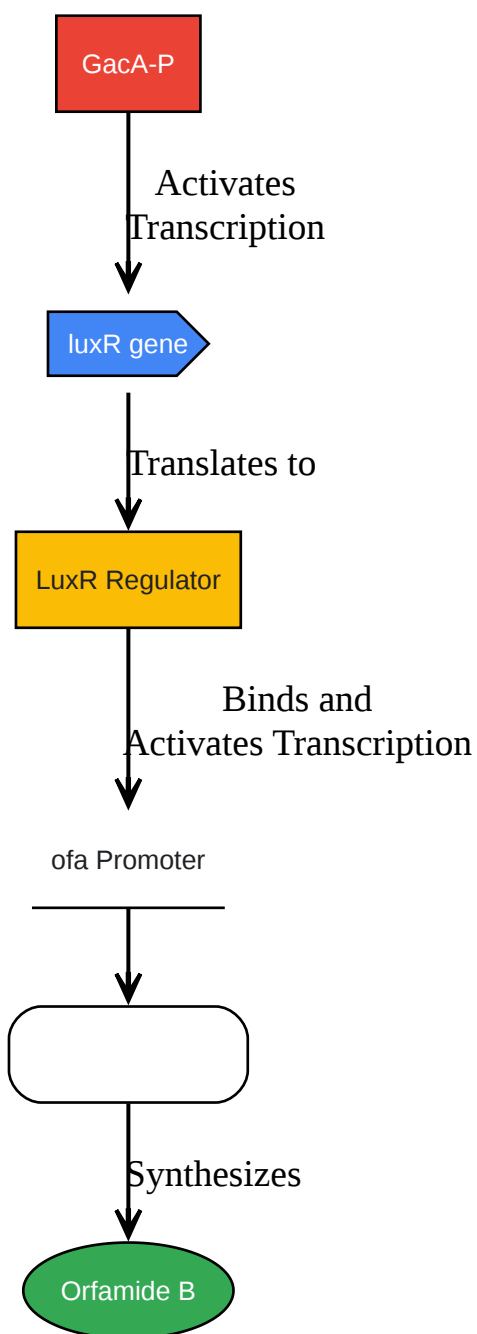 GacA-P
Activates
Transcription
luxR gene
Translates to
LuxR Regulator
Binds and
Activates Transcription
ofa Promoter
Synthesizes
Orfamide B